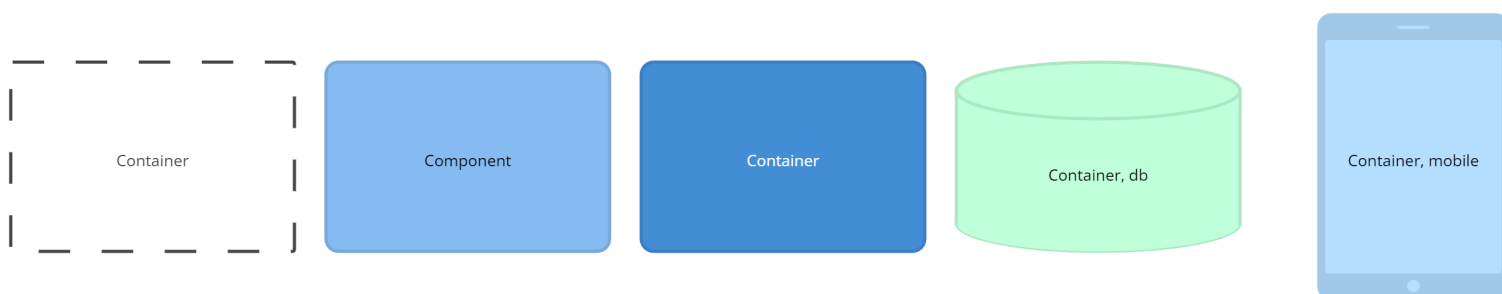 Container
Component
Container
Container, db
Container, mobile